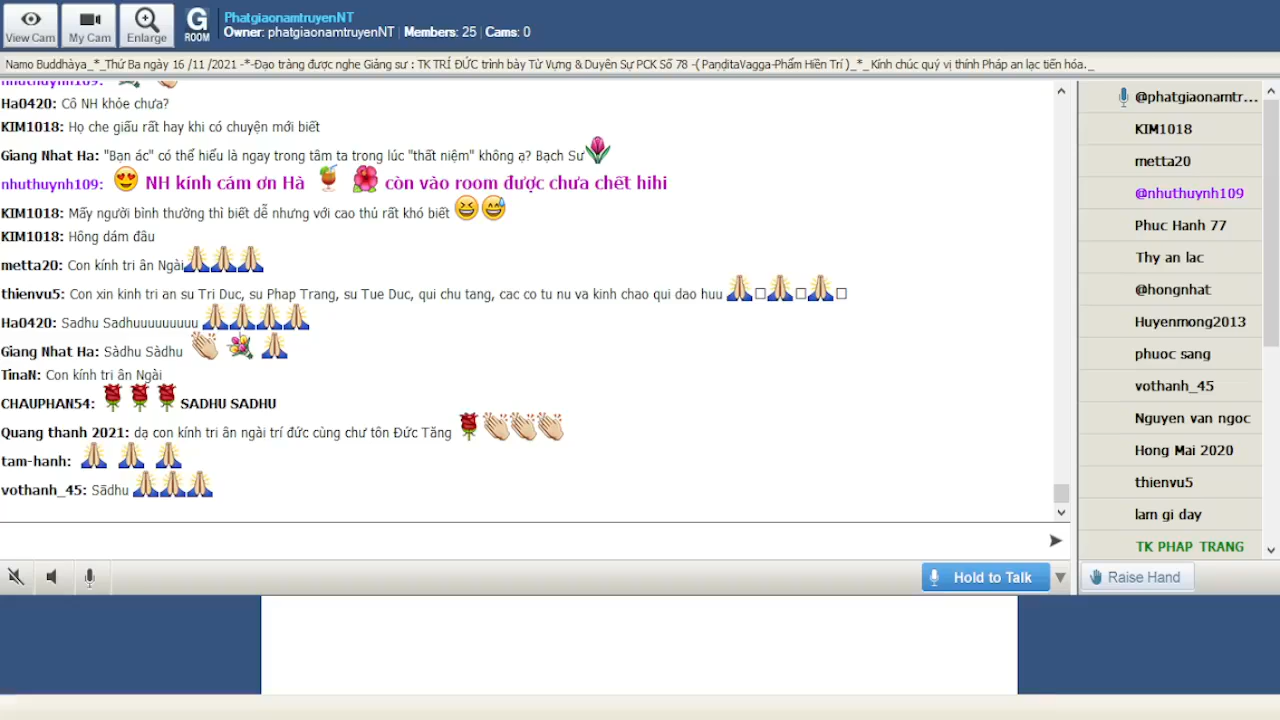 View Cam
My Cam
Enlarge
G
ROOM
PhatgiaonamtruyenNT
Owner: phatgiaonamtruyenNT | Members: 25 | Cams: 0
Namo Buddhàya_*_Thứ Ba ngày 16 /11 /2021 -*-Đạo tràng được nghe Giảng sư : TK TRÍ ĐỨC trình bày Từ Vựng & Duyên Sự PCK Số 78 -( PanditaVagga-Phẩm Hiền Trí )_*_ Kính chúc quý vị thính Pháp an lạc tiến hóa._
nhuthuynh109:
Ha0420: Cô NH khỏe chưa?
KIM1018: Họ che giấu rất hay khi có chuyện mới biết
Giang Nhat Ha: "Bạn ác" có thể hiểu là ngay trong tâm ta trong lúc "thất niệm" không ạ? Bạch Sư🌷
nhuthuynh109: 😍 NH kính cám ơn Hà 🍹 🌺 còn vào room được chưa chết hihi
KIM1018: Mấy người bình thường thì biết dễ nhưng với cao thủ rất khó biết 😆😅
KIM1018: Hông dám đâu
metta20: Con kính tri ân Ngài🙏🙏🙏
thienvu5: Con xin kinh tri an su Tri Duc, su Phap Trang, su Tue Duc, qui chu tang, cac co tu nu va kinh chao qui dao huu 🙏□🙏□🙏□
Ha0420: Sadhu Sadhuuuuuuuuu 🙏🙏🙏🙏
Giang Nhat Ha: Sàdhu Sàdhu 👏 💐 🙏
TinaN: Con kính tri ân Ngài
CHAUPHAN54: 🌹🌹🌹SADHU SADHU
Quang thanh 2021: dạ con kính tri ân ngài trí đức cùng chư tôn Đức Tăng 🌹👏👏👏
tam-hanh: 🙏 🙏 🙏
vothanh_45: Sādhu 🙏🙏🙏
Hold to Talk
@phatgiaonamtr...
KIM1018
metta20
@nhuthuynh109
Phuc Hanh 77
Thy an lac
@hongnhat
Huyenmong2013
phuoc sang
vothanh_45
Nguyen van ngoc
Hong Mai 2020
thienvu5
lam gi day
TK PHAP TRANG
Raise Hand